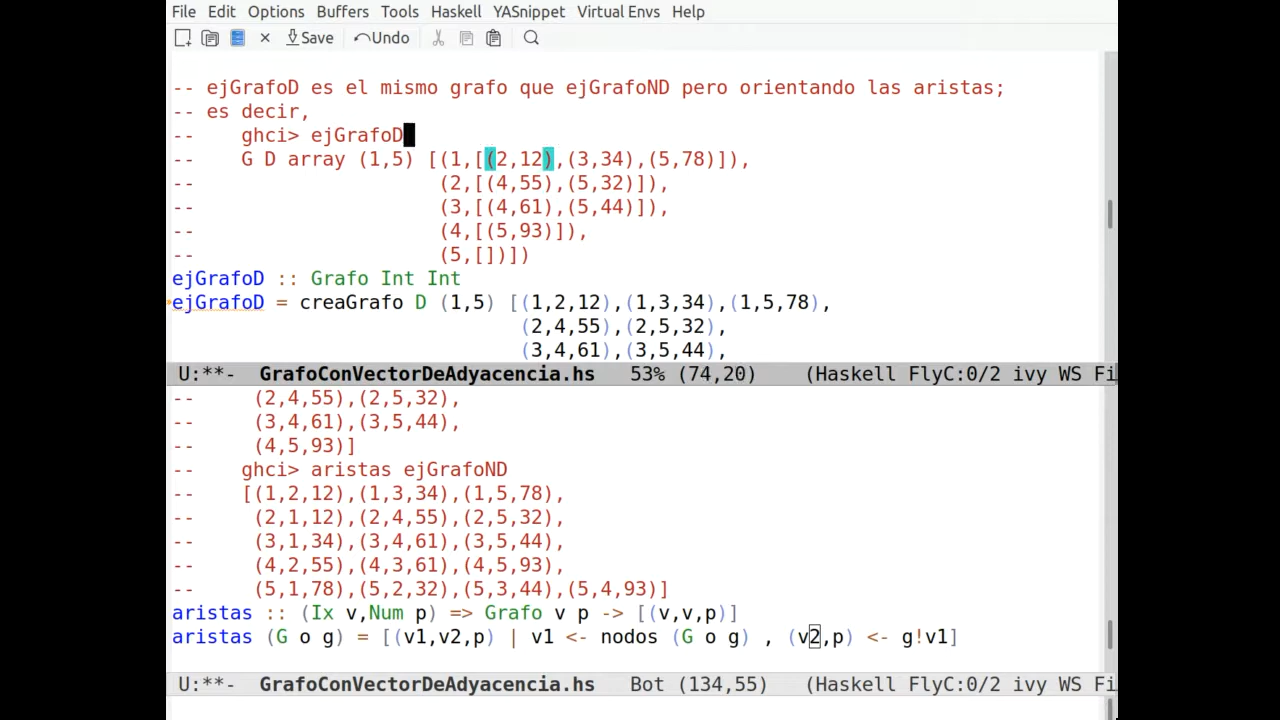 File Edit Options Buffers Tools Haskell YASnippet Virtual Envs Help
Save Undo
-- ejGrafoD es el mismo grafo que ejGrafoND pero orientando las aristas;
-- es decir,
--    ghci> ejGrafoD
--    G D array (1,5) [(1,[(2,12),(3,34),(5,78)]),
--                     (2,[(4,55),(5,32)]),
--                     (3,[(4,61),(5,44)]),
--                     (4,[(5,93)]),
--                     (5,[])])
ejGrafoD :: Grafo Int Int
ejGrafoD = creaGrafo D (1,5) [(1,2,12),(1,3,34),(1,5,78),
                              (2,4,55),(2,5,32),
                              (3,4,61),(3,5,44),
U:**-  GrafoConVectorDeAdyacencia.hs   53% (74,20)    (Haskell FlyC:0/2 ivy WS Fi
--     (2,4,55),(2,5,32),
--     (3,4,61),(3,5,44),
--     (4,5,93)]
--    ghci> aristas ejGrafoND
--    [(1,2,12),(1,3,34),(1,5,78),
--     (2,1,12),(2,4,55),(2,5,32),
--     (3,1,34),(3,4,61),(3,5,44),
--     (4,2,55),(4,3,61),(4,5,93),
--     (5,1,78),(5,2,32),(5,3,44),(5,4,93)]
aristas :: (Ix v,Num p) => Grafo v p -> [(v,v,p)]
aristas (G o g) = [(v1,v2,p) | v1 <- nodos (G o g) , (v2,p) <- g!v1]
U:**-  GrafoConVectorDeAdyacencia.hs   Bot (134,55)   (Haskell FlyC:0/2 ivy WS Fi